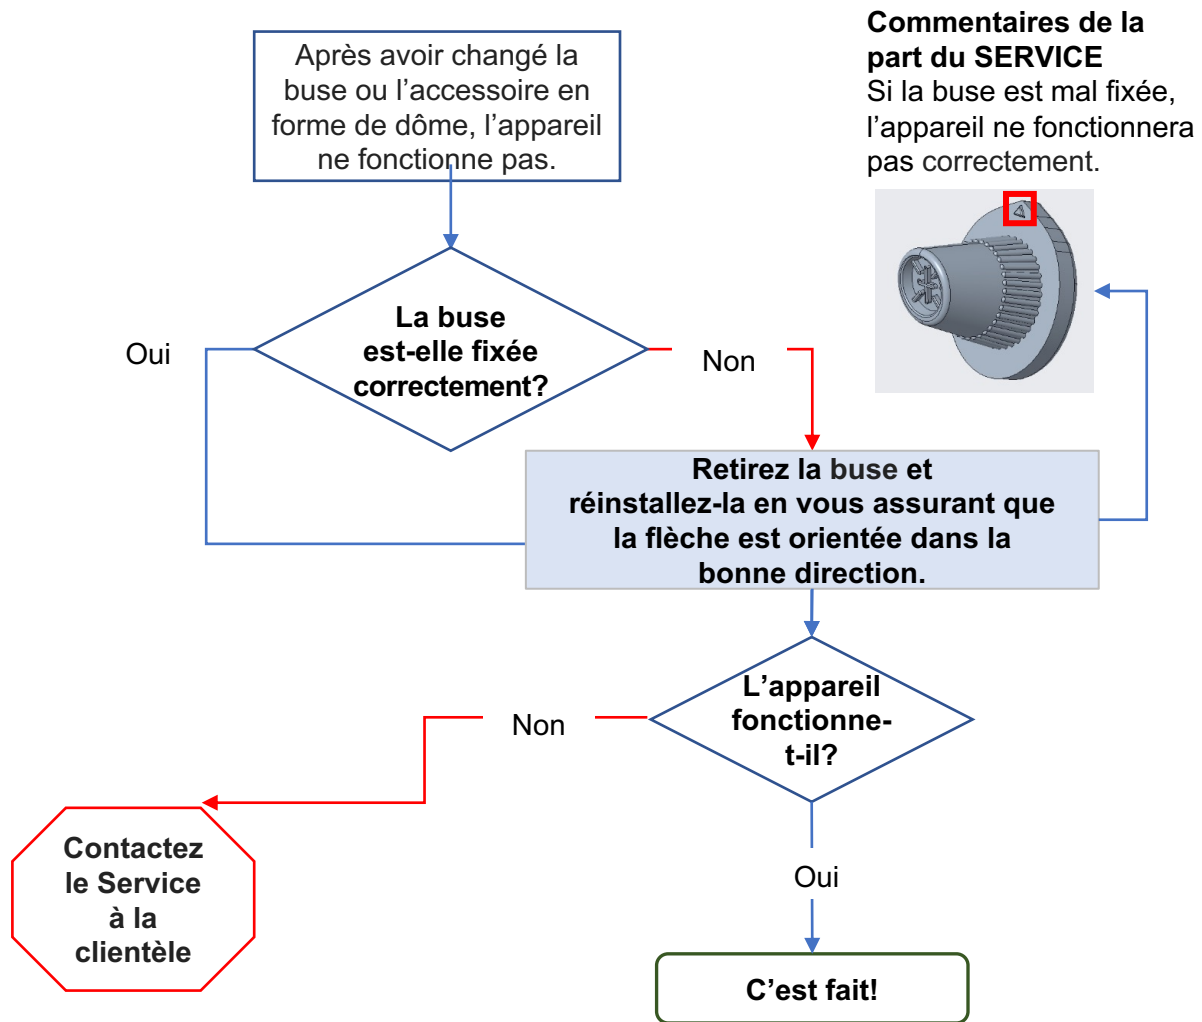 Commentaires de la
part du SERVICE
Si la buse est mal fixée,
l’appareil ne fonctionnera
pas correctement.
Après avoir changé la
buse ou l’accessoire en
forme de dôme, l’appareil
ne fonctionne pas.
La buse
est-elle fixée
correctement?
Oui
Non
Retirez la buse et
réinstallez-la en vous assurant que
la flèche est orientée dans la
bonne direction.
L’appareil
fonctionne-
t-il?
Non
Contactez
le Service
à la
clientèle
Oui
C’est fait!